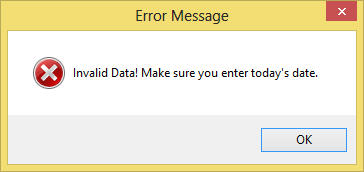 Error Message
Invalid Data! Make sure you enter today's date.
OK